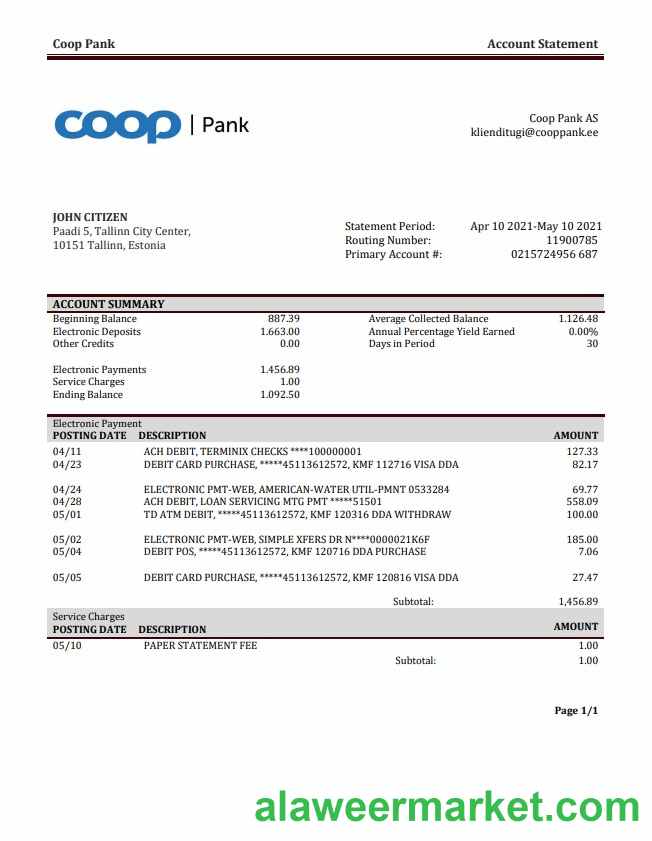 Coop Pank Account Statement
coop | Pank
Coop Pank AS
klienditugi@cooppank.ee
JOHN CITIZEN
Paadi 5, Tallinn City Center,
10151 Tallinn, Estonia
Statement Period: Apr 10 2021-May 10 2021
Routing Number: 11900785
Primary Account #: 0215724956 687
ACCOUNT SUMMARY
Beginning Balance 887.39 Average Collected Balance 1.126.48
Electronic Deposits 1.663.00 Annual Percentage Yield Earned 0.00%
Other Credits 0.00 Days in Period 30
Electronic Payments 1.456.89
Service Charges 1.00
Ending Balance 1.092.50
Electronic Payment
POSTING DATE DESCRIPTION AMOUNT
04/11 ACH DEBIT, TERMINIX CHECKS ****100000001 127.33
04/23 DEBIT CARD PURCHASE, *****45113612572, KMF 112716 VISA DDA 82.17
04/24 ELECTRONIC PMT-WEB, AMERICAN-WATER UTIL-PMNT 0533284 69.77
04/28 ACH DEBIT, LOAN SERVICING MTG PMT *****51501 558.09
05/01 TD ATM DEBIT, *****45113612572, KMF 120316 DDA WITHDRAW 100.00
05/02 ELECTRONIC PMT-WEB, SIMPLE XFERS DR N****0000021K6F 185.00
05/04 DEBIT POS, *****45113612572, KMF 120716 DDA PURCHASE 7.06
05/05 DEBIT CARD PURCHASE, *****45113612572, KMF 120816 VISA DDA 27.47
Subtotal: 1,456.89
Service Charges
POSTING DATE DESCRIPTION AMOUNT
05/10 PAPER STATEMENT FEE 1.00
Subtotal: 1.00
Page 1/1
alaweermarket.com